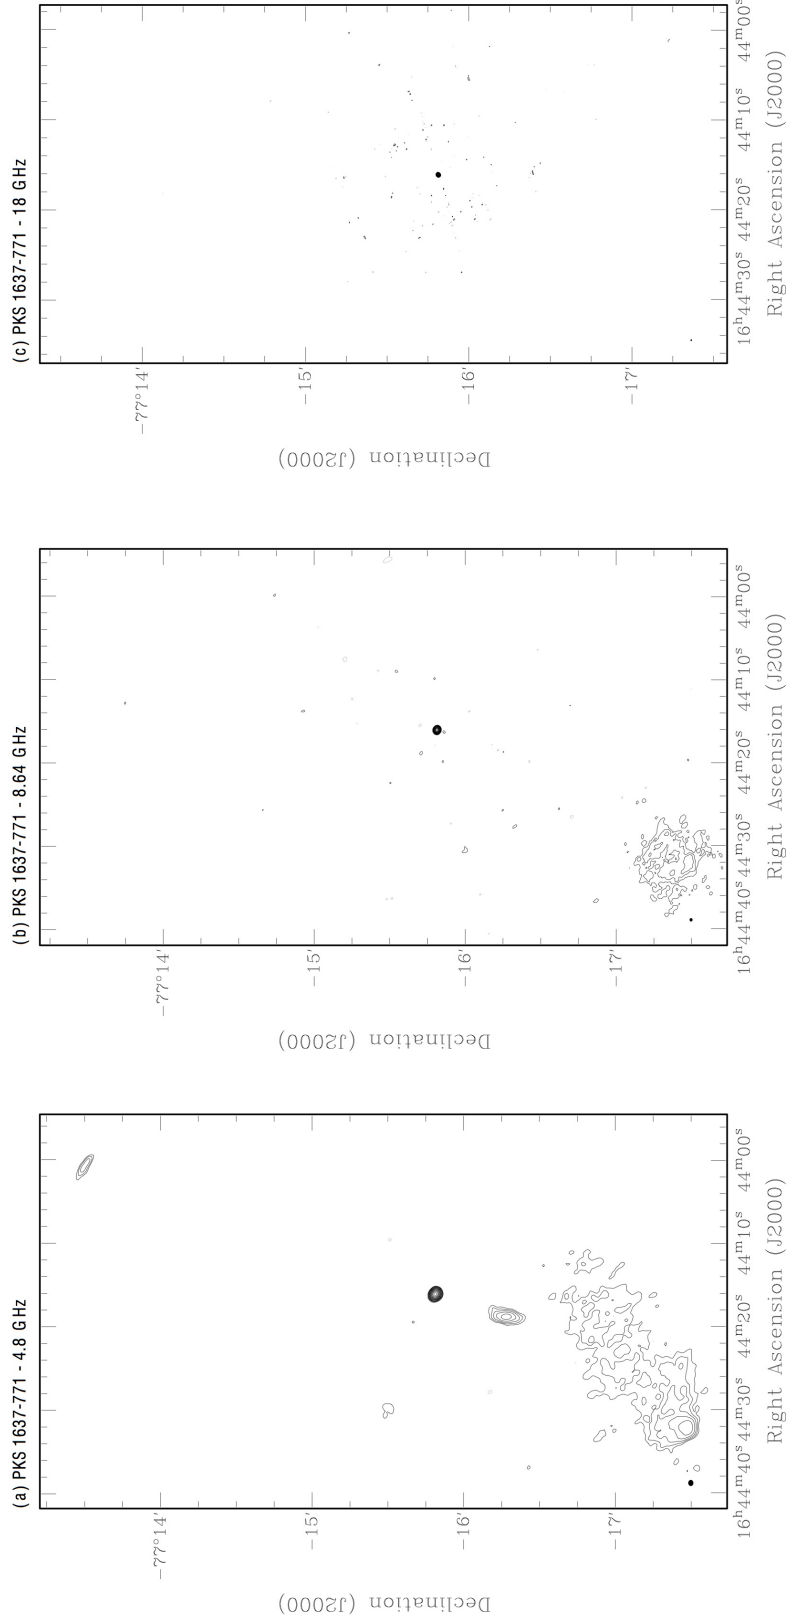 (c) PKS 1637-771 - 18 GHz
−77°14′
−15′
−16′
−17′
Declination (J2000)
16ʰ44ᵐ30ˢ 44ᵐ20ˢ 44ᵐ10ˢ 44ᵐ00ˢ
Right Ascension (J2000)
(b) PKS 1637-771 - 8.64 GHz
−77°14′
−15′
−16′
−17′
Declination (J2000)
16ʰ44ᵐ40ˢ 44ᵐ30ˢ 44ᵐ20ˢ 44ᵐ10ˢ 44ᵐ00ˢ
Right Ascension (J2000)
(a) PKS 1637-771 - 4.8 GHz
−77°14′
−15′
−16′
−17′
Declination (J2000)
16ʰ44ᵐ40ˢ 44ᵐ30ˢ 44ᵐ20ˢ 44ᵐ10ˢ 44ᵐ00ˢ
Right Ascension (J2000)